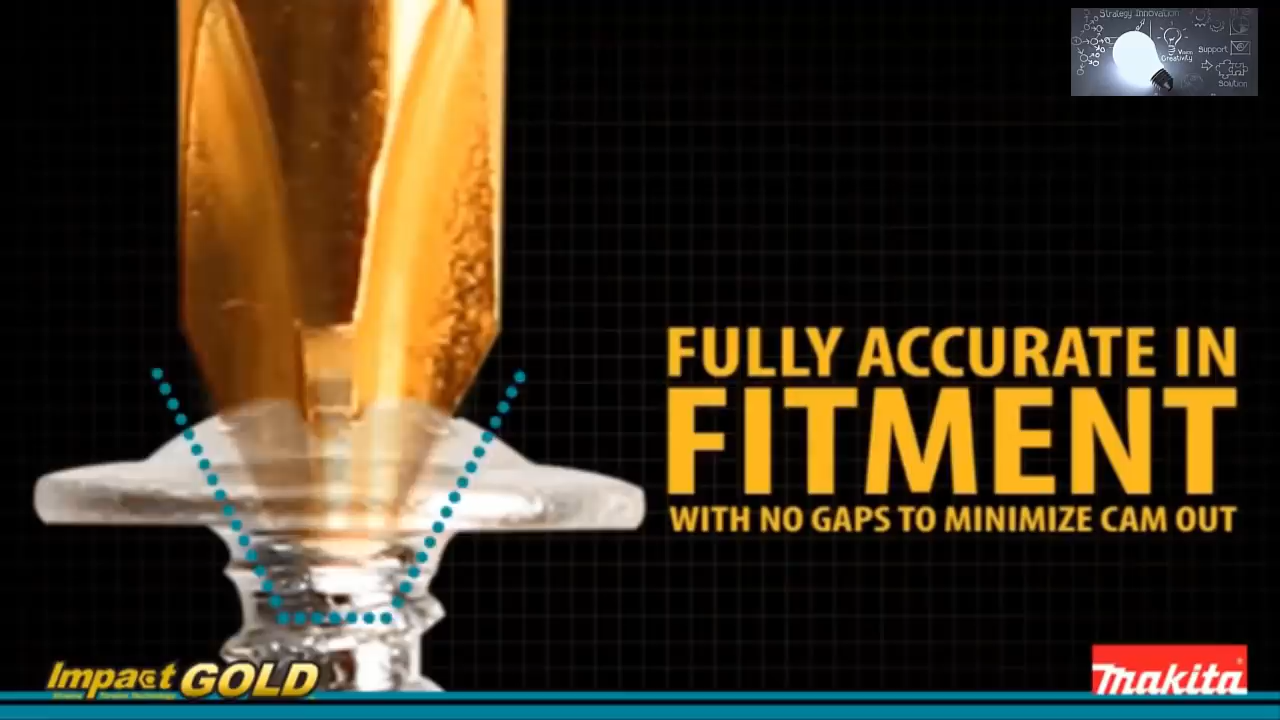 Strategy Innovation
Support
Creativity
Solution
FULLY ACCURATE IN
FITMENT
WITH NO GAPS TO MINIMIZE CAM OUT
Impact GOLD
makita